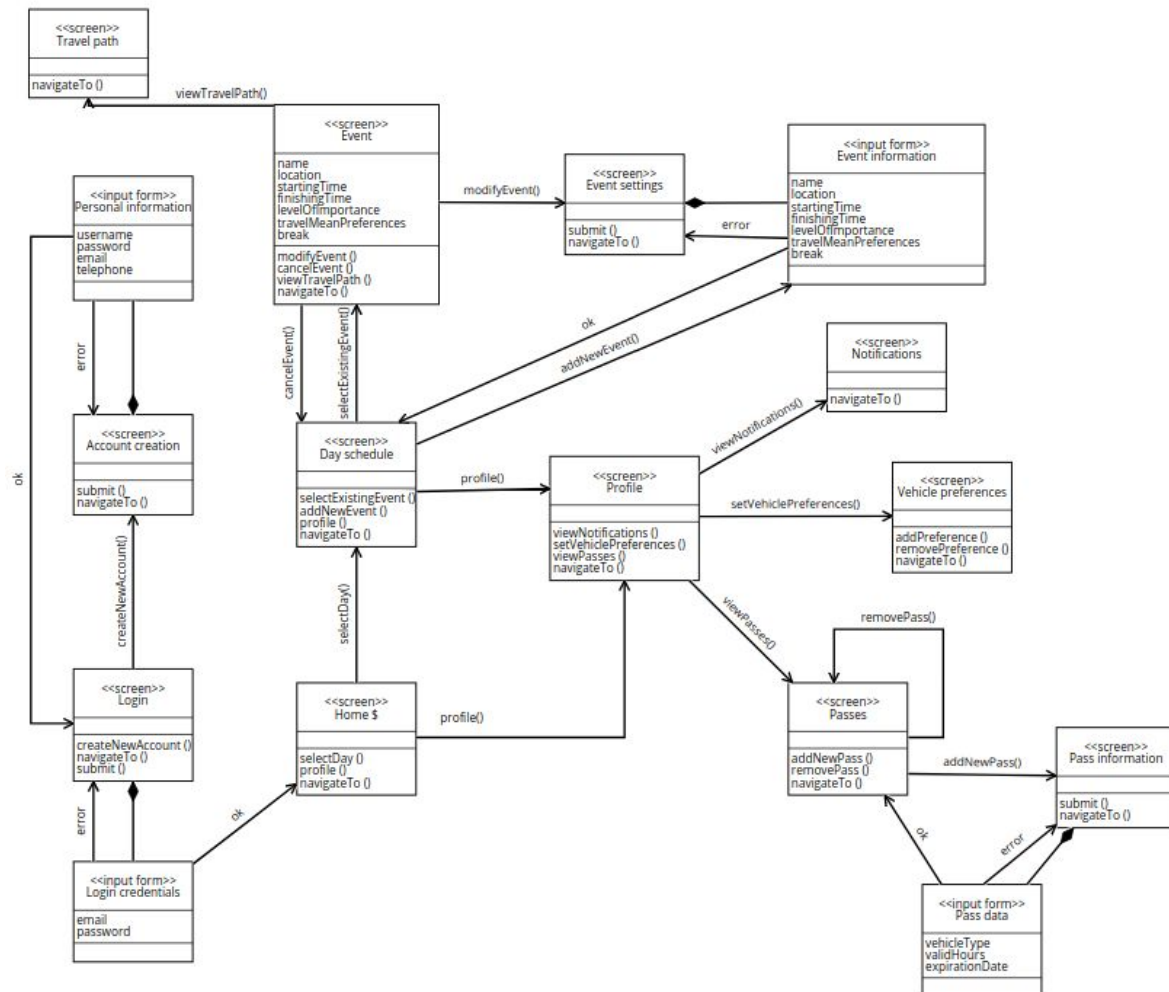 <<screen>>
Travel path
navigateTo ()
viewTravelPath()
<<screen>>
Event
name
location
startingTime
finishingTime
levelOfImportance
travelMeanPreferences
break
modifyEvent ()
cancelEvent ()
viewTravelPath ()
navigateTo ()
modifyEvent()
<<screen>>
Event settings
submit ()
navigateTo ()
<<input form>>
Event information
name
location
startingTime
finishingTime
levelOfImportance
travelMeanPreferences
break
error
<<input form>>
Personal information
username
password
email
telephone
error
ok
cancelEvent()
selectExistingEvent()
ok
addNewEvent()
<<screen>>
Notifications
navigateTo ()
<<screen>>
Account creation
submit ()
navigateTo ()
<<screen>>
Day schedule
selectExistingEvent ()
addNewEvent ()
profile ()
navigateTo ()
profile()
<<screen>>
Profile
viewNotifications ()
setVehiclePreferences ()
viewPasses ()
navigateTo ()
viewNotifications()
setVehiclePreferences()
<<screen>>
Vehicle preferences
addPreference ()
removePreference ()
navigateTo ()
createNewAccount()
selectDay()
viewPasses()
removePass()
<<screen>>
Login
createNewAccount ()
navigateTo ()
submit ()
<<screen>>
Home $
selectDay ()
profile ()
navigateTo ()
profile()
<<screen>>
Passes
addNewPass ()
removePass ()
navigateTo ()
addNewPass()
<<screen>>
Pass information
submit ()
navigateTo ()
error
ok
ok
error
<<input form>>
Login credentials
email
password
<<input form>>
Pass data
vehicleType
validHours
expirationDate